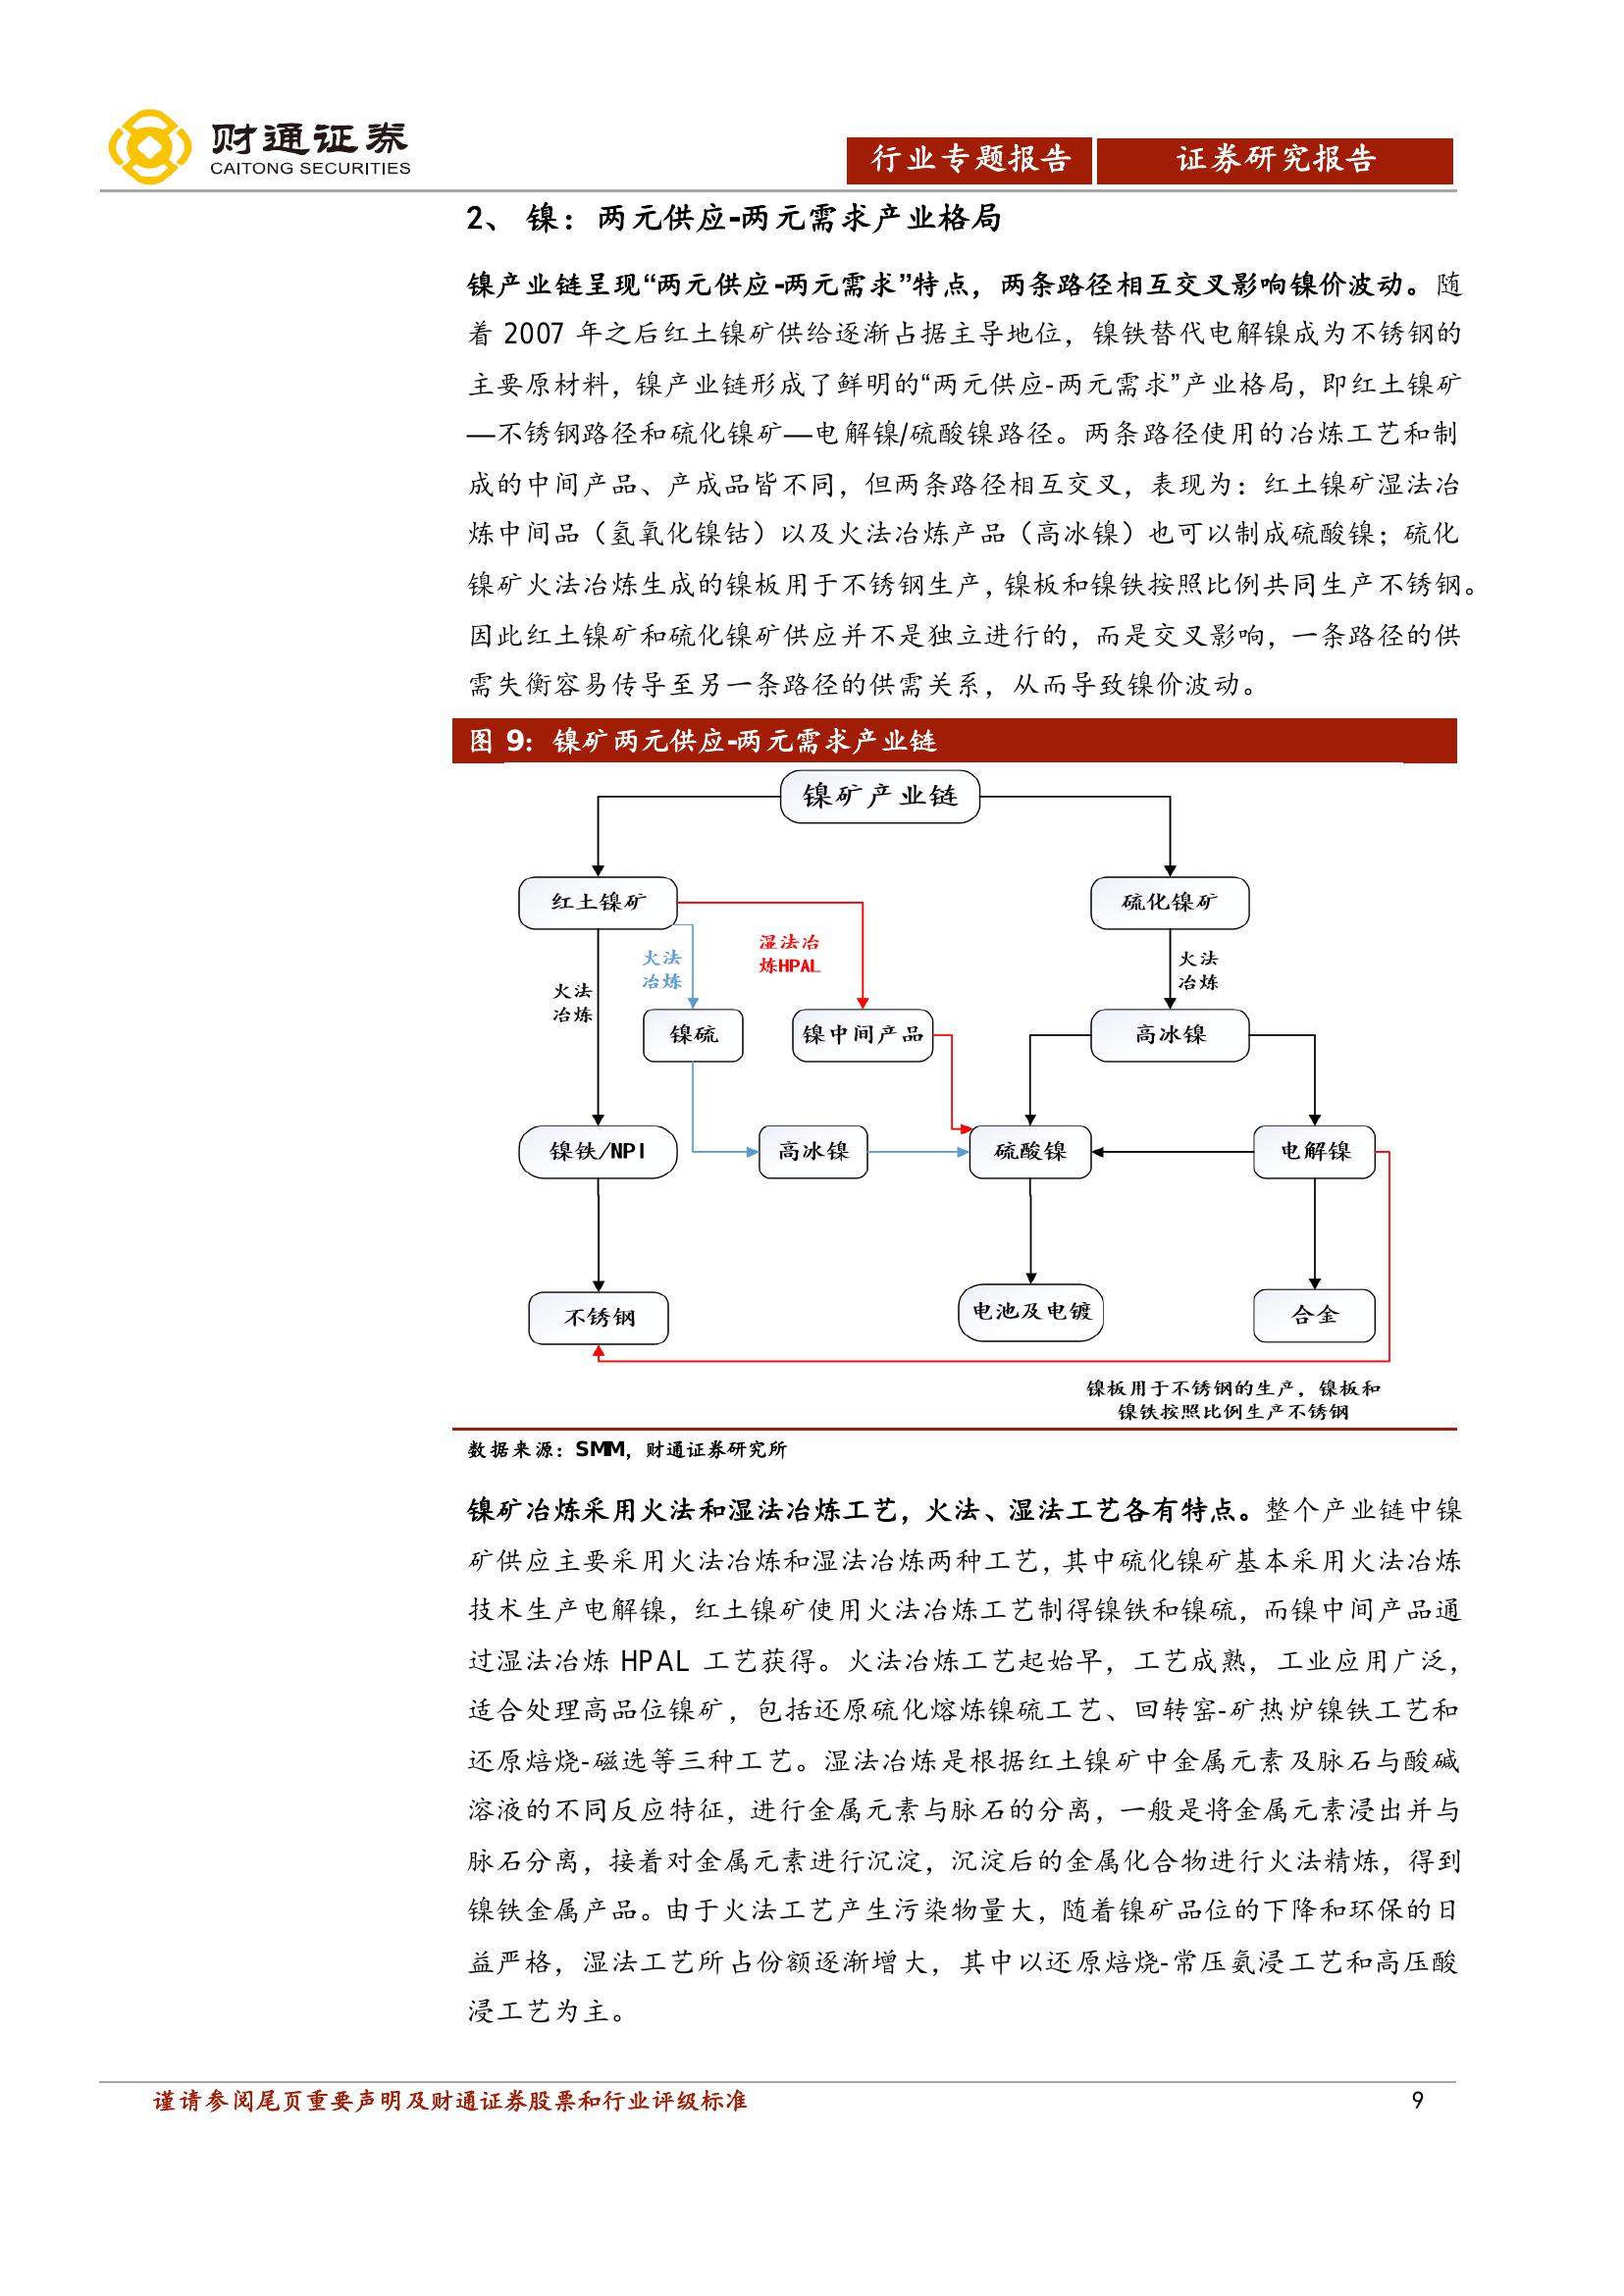 财通证券
CAITONG SECURITIES
行业专题报告
证券研究报告
2、 镍：两元供应-两元需求产业格局
镍产业链呈现“两元供应-两元需求”特点，两条路径相互交叉影响镍价波动。随
着 2007 年之后红土镍矿供给逐渐占据主导地位，镍铁替代电解镍成为不锈钢的
主要原材料，镍产业链形成了鲜明的“两元供应-两元需求”产业格局，即红土镍矿
—不锈钢路径和硫化镍矿—电解镍/硫酸镍路径。两条路径使用的冶炼工艺和制
成的中间产品、产成品皆不同，但两条路径相互交叉，表现为：红土镍矿湿法冶
炼中间品（氢氧化镍钴）以及火法冶炼产品（高冰镍）也可以制成硫酸镍；硫化
镍矿火法冶炼生成的镍板用于不锈钢生产，镍板和镍铁按照比例共同生产不锈钢。
因此红土镍矿和硫化镍矿供应并不是独立进行的，而是交叉影响，一条路径的供
需失衡容易传导至另一条路径的供需关系，从而导致镍价波动。
图 9：镍矿两元供应-两元需求产业链
镍矿产业链
红土镍矿
硫化镍矿
湿法冶
炼HPAL
火法
冶炼
火法
冶炼
火法
冶炼
镍硫
镍中间产品
高冰镍
镍铁/NPI
高冰镍
硫酸镍
电解镍
不锈钢
电池及电镀
合金
镍板用于不锈钢的生产，镍板和
镍铁按照比例生产不锈钢
数据来源：SMM，财通证券研究所
镍矿冶炼采用火法和湿法冶炼工艺，火法、湿法工艺各有特点。整个产业链中镍
矿供应主要采用火法冶炼和湿法冶炼两种工艺，其中硫化镍矿基本采用火法冶炼
技术生产电解镍，红土镍矿使用火法冶炼工艺制得镍铁和镍硫，而镍中间产品通
过湿法冶炼 HPAL 工艺获得。火法冶炼工艺起始早，工艺成熟，工业应用广泛，
适合处理高品位镍矿，包括还原硫化熔炼镍硫工艺、回转窑-矿热炉镍铁工艺和
还原焙烧-磁选等三种工艺。湿法冶炼是根据红土镍矿中金属元素及脉石与酸碱
溶液的不同反应特征，进行金属元素与脉石的分离，一般是将金属元素浸出并与
脉石分离，接着对金属元素进行沉淀，沉淀后的金属化合物进行火法精炼，得到
镍铁金属产品。由于火法工艺产生污染物量大，随着镍矿品位的下降和环保的日
益严格，湿法工艺所占份额逐渐增大，其中以还原焙烧-常压氨浸工艺和高压酸
浸工艺为主。
谨请参阅尾页重要声明及财通证券股票和行业评级标准
9